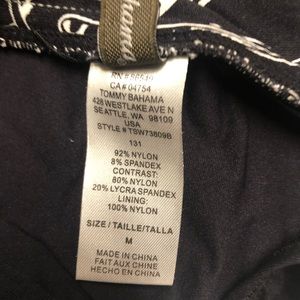 bahama
CA# 04754
TOMMY BAHAMA
428 WESTLAKE AVE N
SEATTLE, WA 98109
USA
STYLE # TSW73809B
131
92% NYLON
8% SPANDEX
CONTRAST:
80% NYLON
20% LYCRA SPANDEX
LINING:
100% NYLON
SIZE / TAILLE/TALLA
M
MADE IN CHINA
FAIT AUX CHINE
HECHO EN CHINA